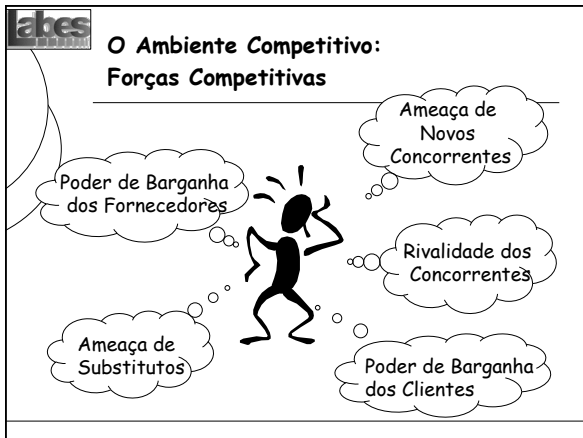 labes
O Ambiente Competitivo:
Forças Competitivas
Ameaça de
Novos
Concorrentes
Poder de Barganha
dos Fornecedores
Rivalidade dos
Concorrentes
Ameaça de
Substitutos
Poder de Barganha
dos Clientes